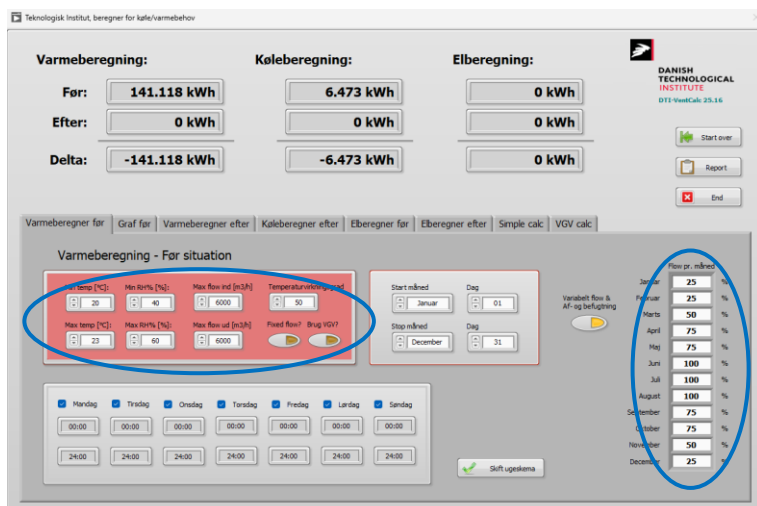 Teknologisk Institut, beregner for køle/varmebehov
Varmeberegning: Køleberegning: Elberegning:
Før: 141.118 kWh 6.473 kWh 0 kWh
Efter: 0 kWh 0 kWh 0 kWh
Delta: -141.118 kWh -6.473 kWh 0 kWh
DANISH
TECHNOLOGICAL
INSTITUTE
DTI-VentCalc 25.16
Start over
Report
End
Varmeberegner før Graf før Varmeberegner efter Køleberegner efter Elberegner før Elberegner efter Simple calc VGV calc
Varmeberegning - Før situation
Min temp [°C]: Min RH% [%]: Max flow ind [m3/h] Temperaturvirkningsgrad
20 40 6000 50
Max temp [°C]: Max RH% [%]: Max flow ud [m3/h] Fixed flow? Brug VGV?
23 60 6000
Start måned Dag
Januar 01
Stop måned Dag
December 31
Variabelt flow &
Af- og befugtning
Flow pr. måned
Januar 25 %
Februar 25 %
Marts 50 %
April 75 %
Maj 75 %
Juni 100 %
Juli 100 %
August 100 %
September 75 %
Oktober 75 %
November 50 %
December 25 %
Mandag Tirsdag Onsdag Torsdag Fredag Lørdag Søndag
00:00 00:00 00:00 00:00 00:00 00:00 00:00
24:00 24:00 24:00 24:00 24:00 24:00 24:00
Skift ugeskema